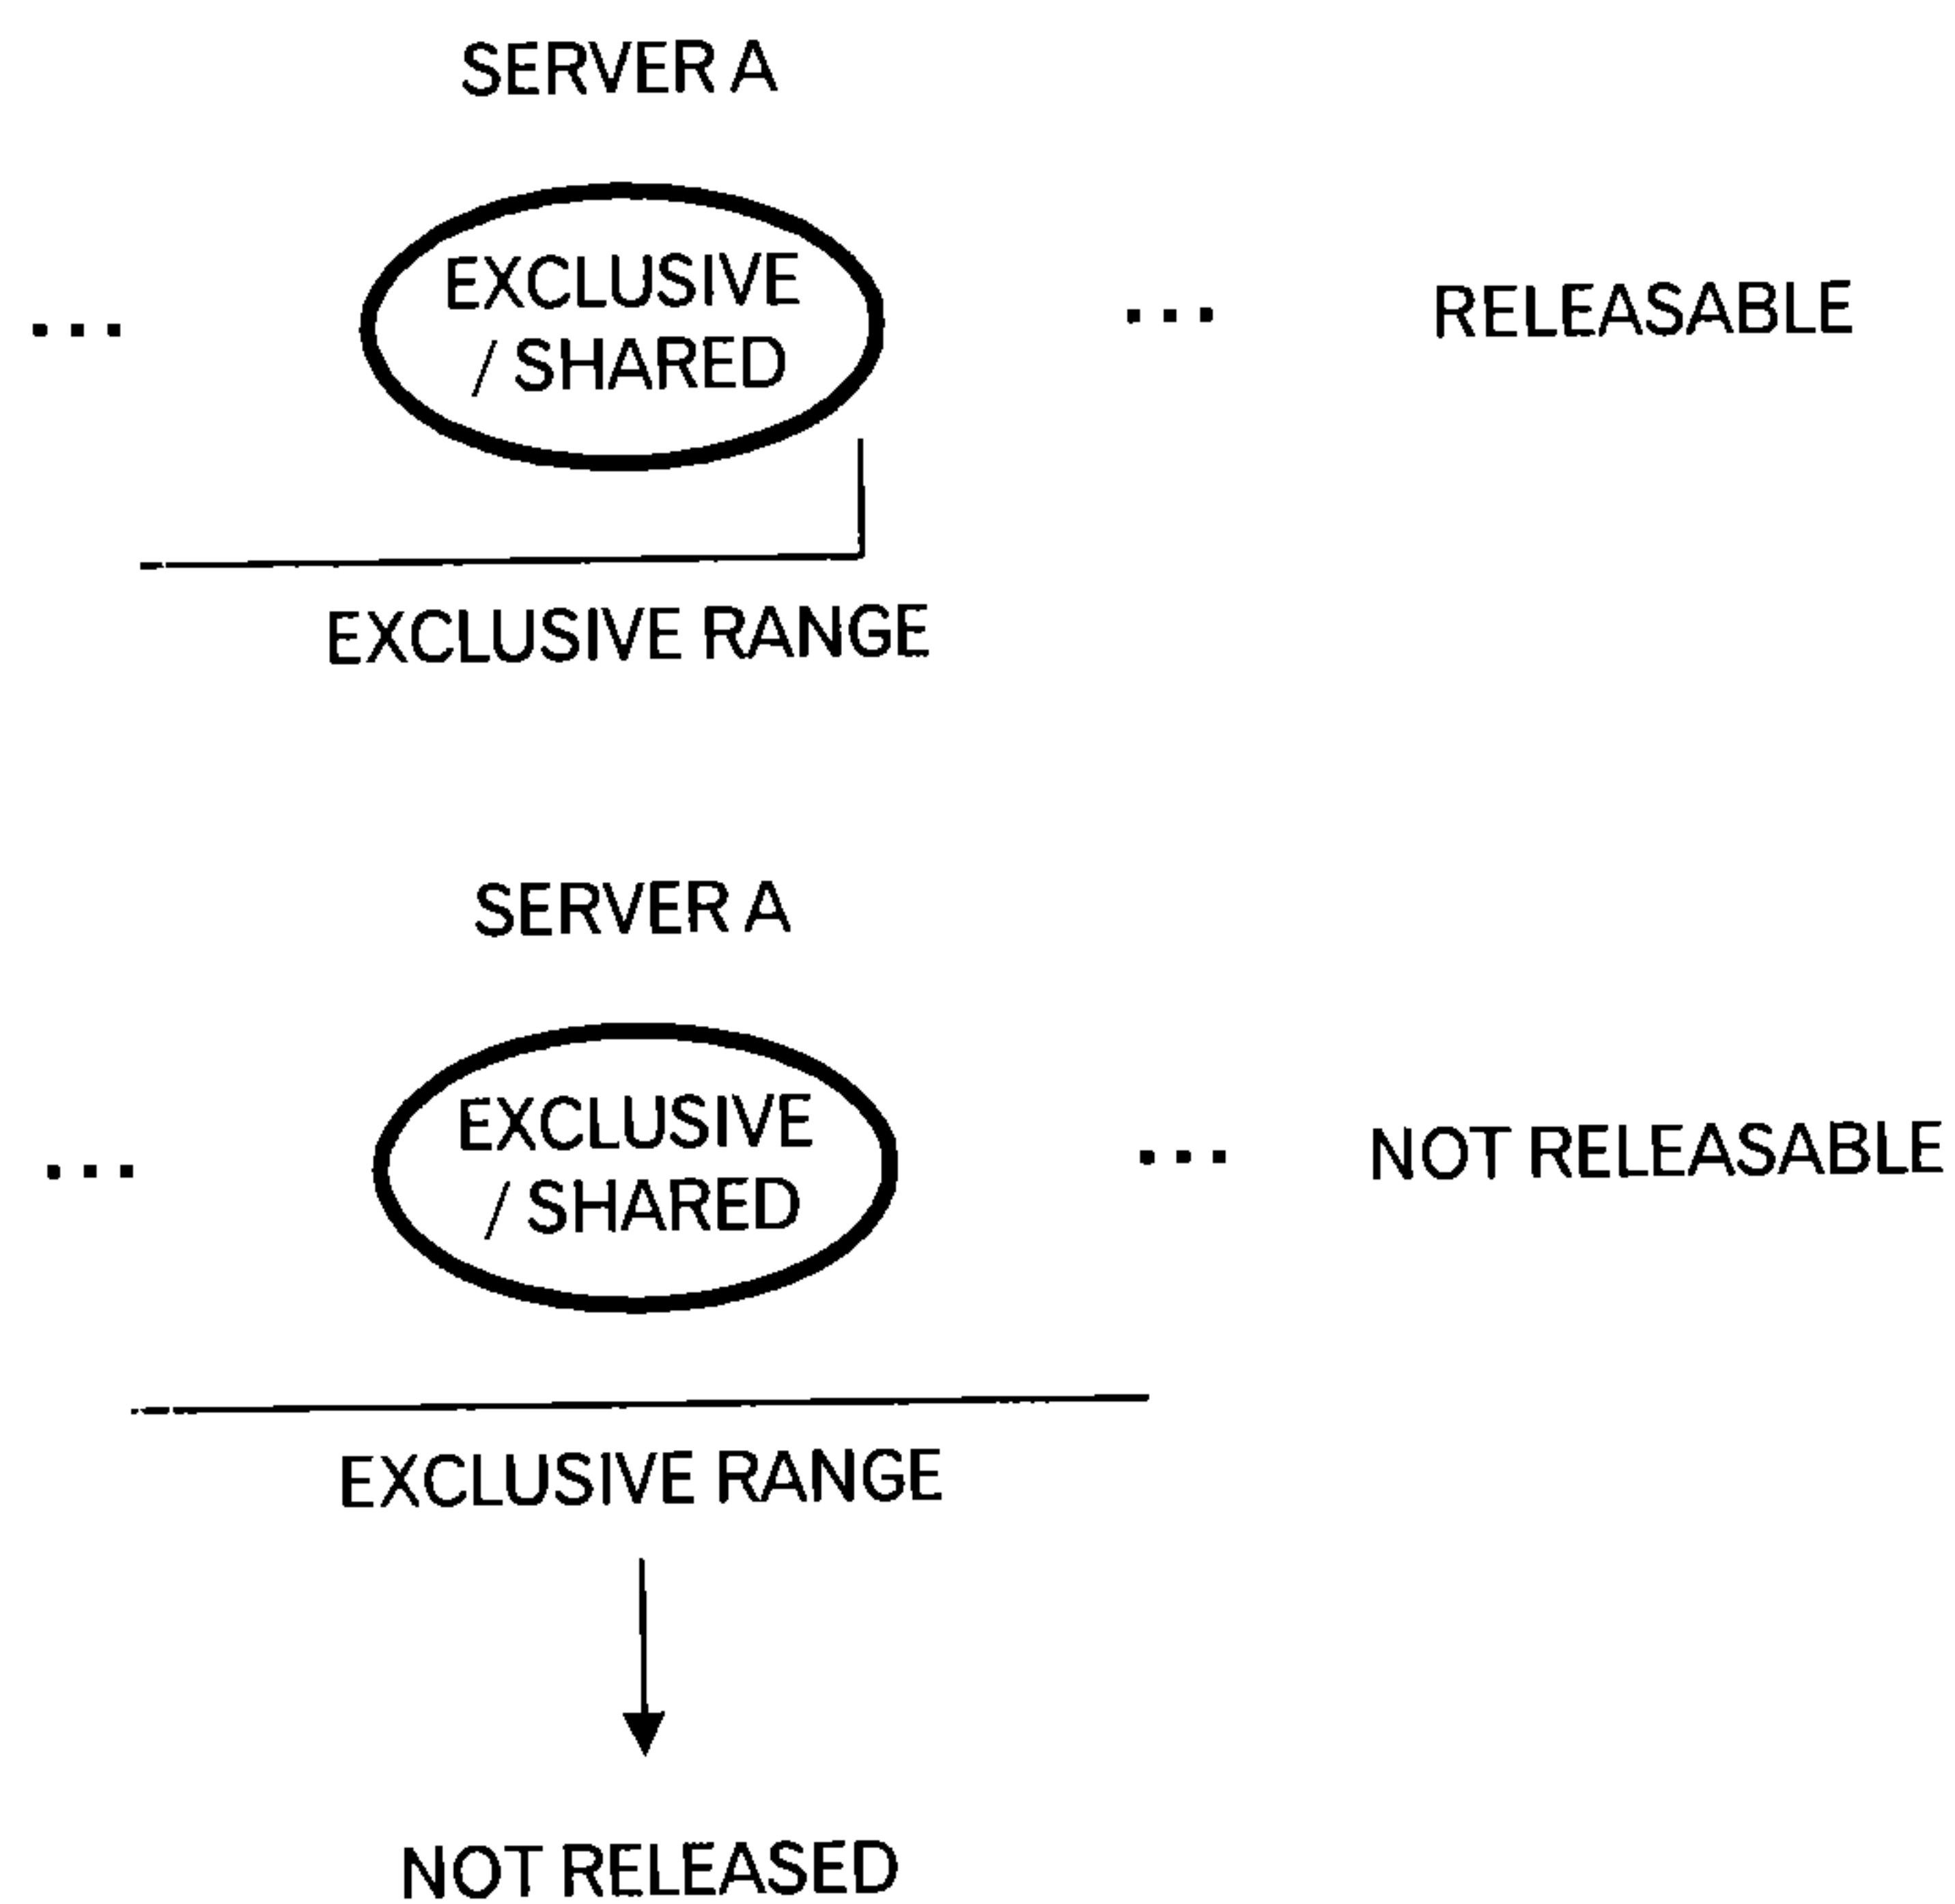 SERVER A
... EXCLUSIVE ... RELEASABLE
/ SHARED
EXCLUSIVE RANGE
SERVER A
... EXCLUSIVE ... NOT RELEASABLE
/ SHARED
EXCLUSIVE RANGE
NOT RELEASED